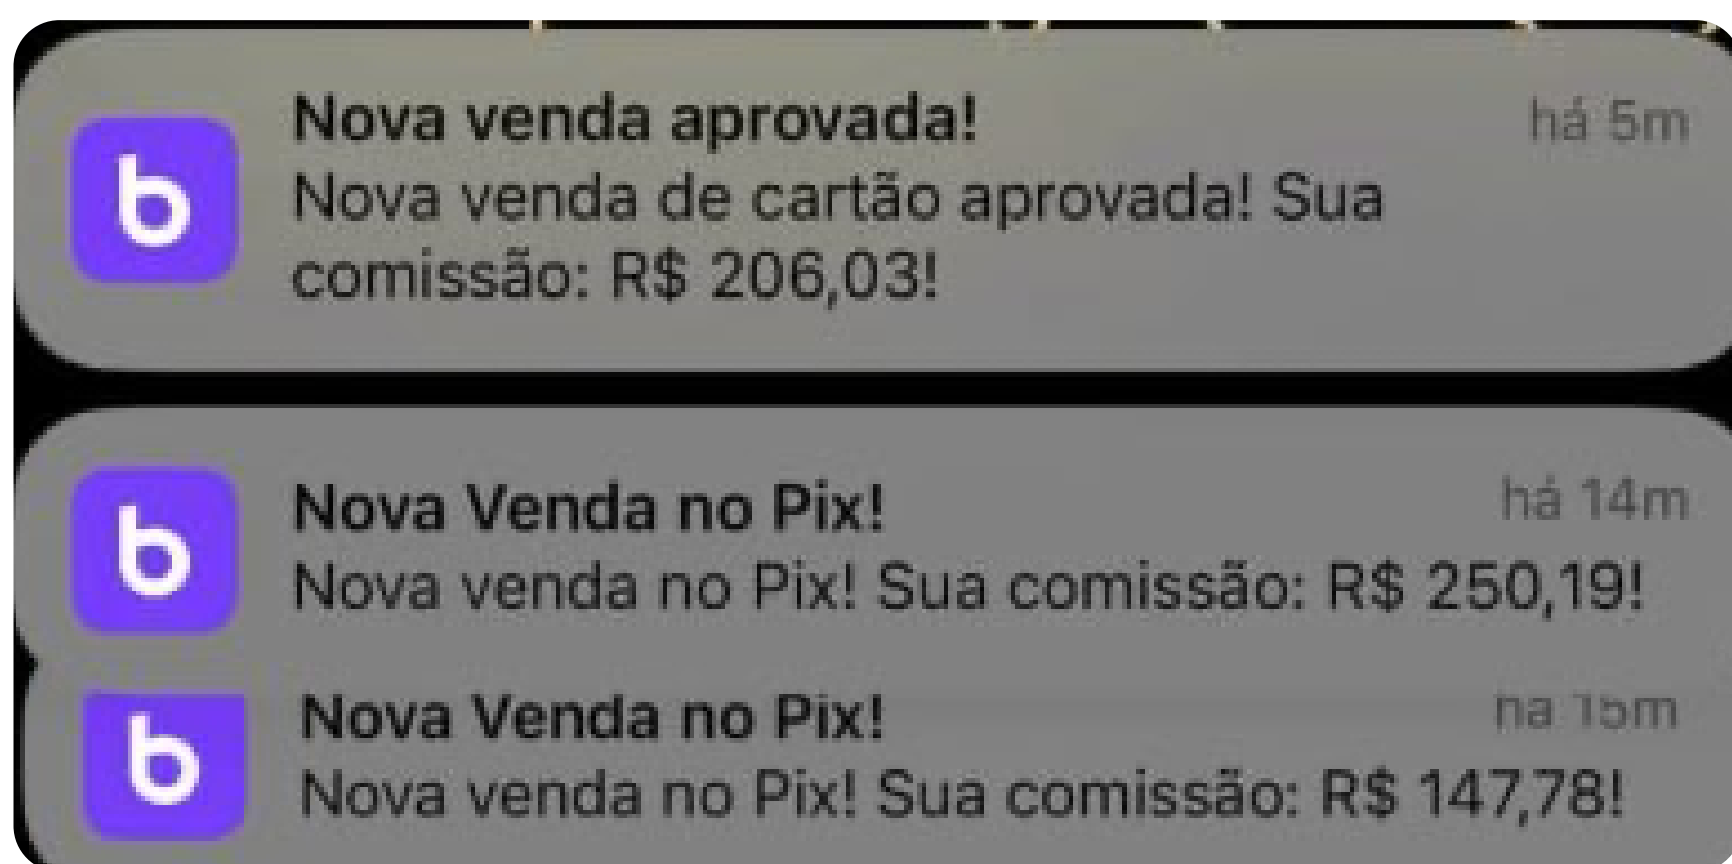 Nova venda aprovada!
há 5m
Nova venda de cartão aprovada! Sua
comissão: R$ 206,03!
Nova Venda no Pix!
há 14m
Nova venda no Pix! Sua comissão: R$ 250,19!
Nova Venda no Pix!
há 15m
Nova venda no Pix! Sua comissão: R$ 147,78!